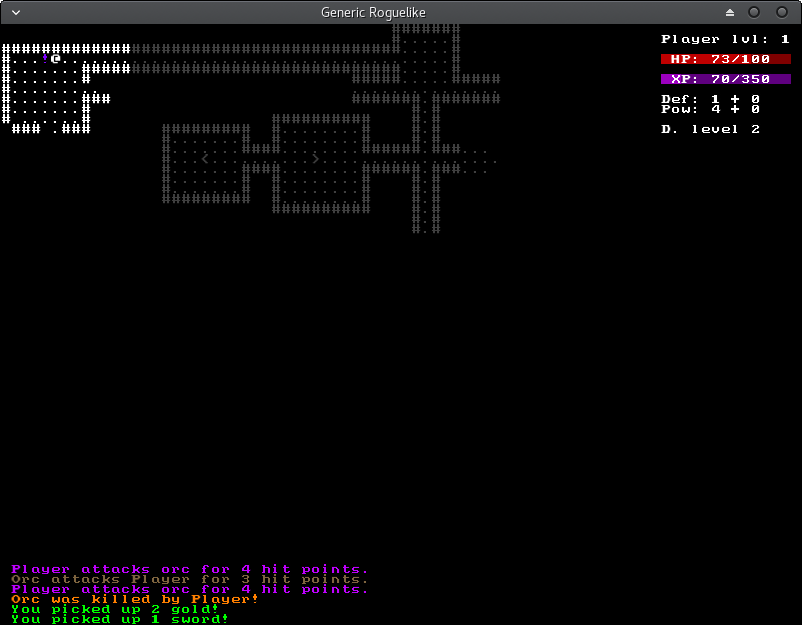 Generic Roguelike
Player lvl: 1
HP: 73/100
XP: 70/350
Def: 1 + 0
Pow: 4 + 0
D. level 2
Player attacks orc for 4 hit points.
Orc attacks Player for 3 hit points.
Player attacks orc for 4 hit points.
Orc was killed by Player!
You picked up 2 gold!
You picked up 1 sword!